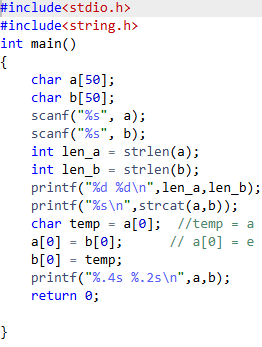 #include<stdio.h>
#include<string.h>
int main()
{
    char a[50];
    char b[50];
    scanf("%s", a);
    scanf("%s", b);
    int len_a = strlen(a);
    int len_b = strlen(b);
    printf("%d %d\n",len_a,len_b);
    printf("%s\n",strcat(a,b));
    char temp = a[0];  //temp = a
    a[0] = b[0];      // a[0] = e
    b[0] = temp;
    printf("%.4s %.2s\n",a,b);
    return 0;
}